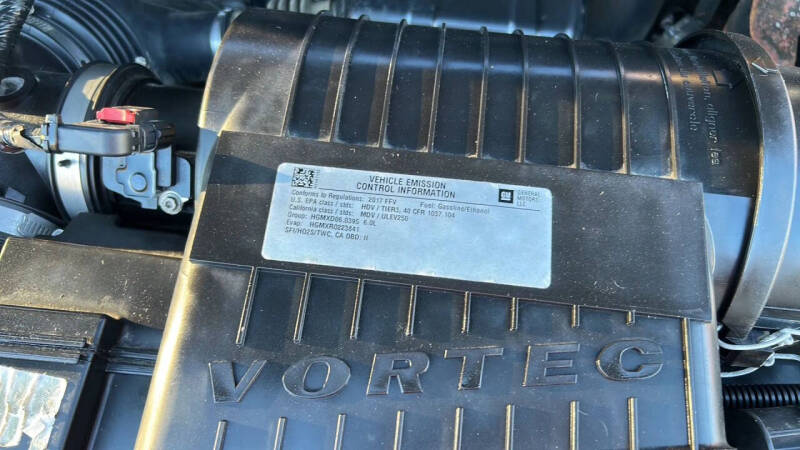 VEHICLE EMISSION
CONTROL INFORMATION
Conforms to Regulations: 2017 FFV Fuel: Gasoline/Ethanol
U.S. EPA class / stds: HDV / TIER3, 40 CFR 1037.104
California class / stds: MDV / ULEV250
Group: HGMXD06.0395 6.0L
Evap: HGMXR0223841
SFI/HO2S/TWC, CA OBD: II
GM
GENERAL
MOTORS
LLC
VORTEC